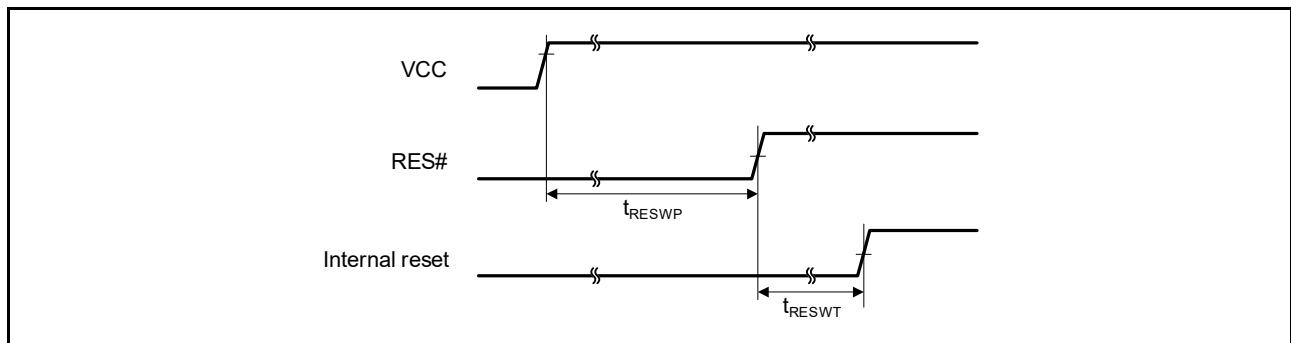 VCC
RES#
tRESWP
Internal reset
tRESWT